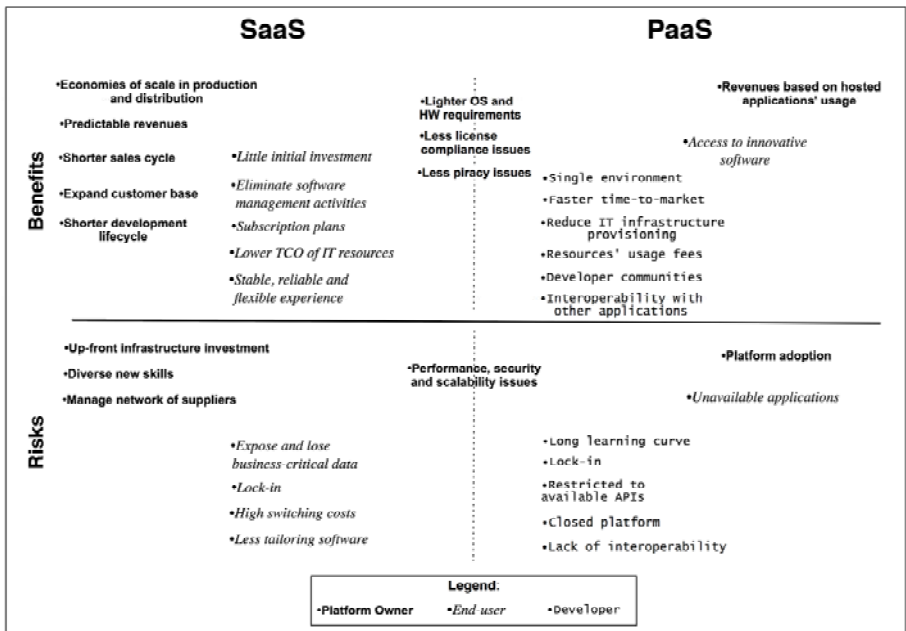 SaaS
PaaS
Benefits
•Economies of scale in production
and distribution
•Predictable revenues
•Shorter sales cycle
•Expand customer base
•Shorter development
lifecycle
•Little initial investment
•Eliminate software
management activities
•Subscription plans
•Lower TCO of IT resources
•Stable, reliable and
flexible experience
•Lighter OS and
HW requirements
•Less license
compliance issues
•Less piracy issues
•Revenues based on hosted
applications' usage
•Access to innovative
software
•Single environment
•Faster time-to-market
•Reduce IT infrastructure
provisioning
•Resources' usage fees
•Developer communities
•Interoperability with
other applications
Risks
•Up-front infrastructure investment
•Diverse new skills
•Manage network of suppliers
•Expose and lose
business-critical data
•Lock-in
•High switching costs
•Less tailoring software
•Performance, security
and scalability issues
•Platform adoption
•Unavailable applications
•Long learning curve
•Lock-in
•Restricted to
available APIs
•Closed platform
•Lack of interoperability
Legend:
•Platform Owner •End-user •Developer